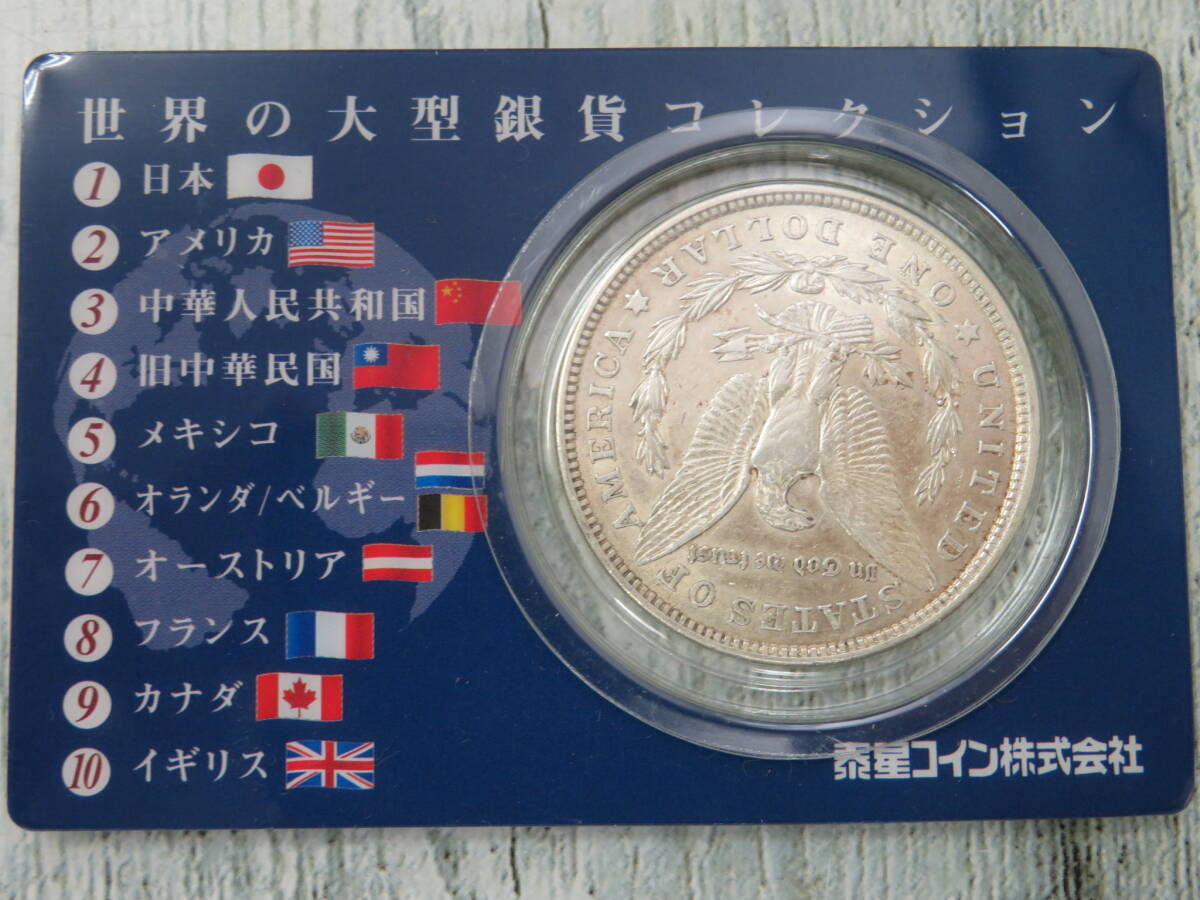 世界の大型銀貨コレクション
1 日本
2 アメリカ
3 中華人民共和国
4 旧中華民国
5 メキシコ
6 オランダ/ベルギー
7 オーストリア
8 フランス
9 カナダ
10 イギリス
UNITED STATES OF AMERICA
In God we trust
ONE DOLLAR
泰星コイン株式会社